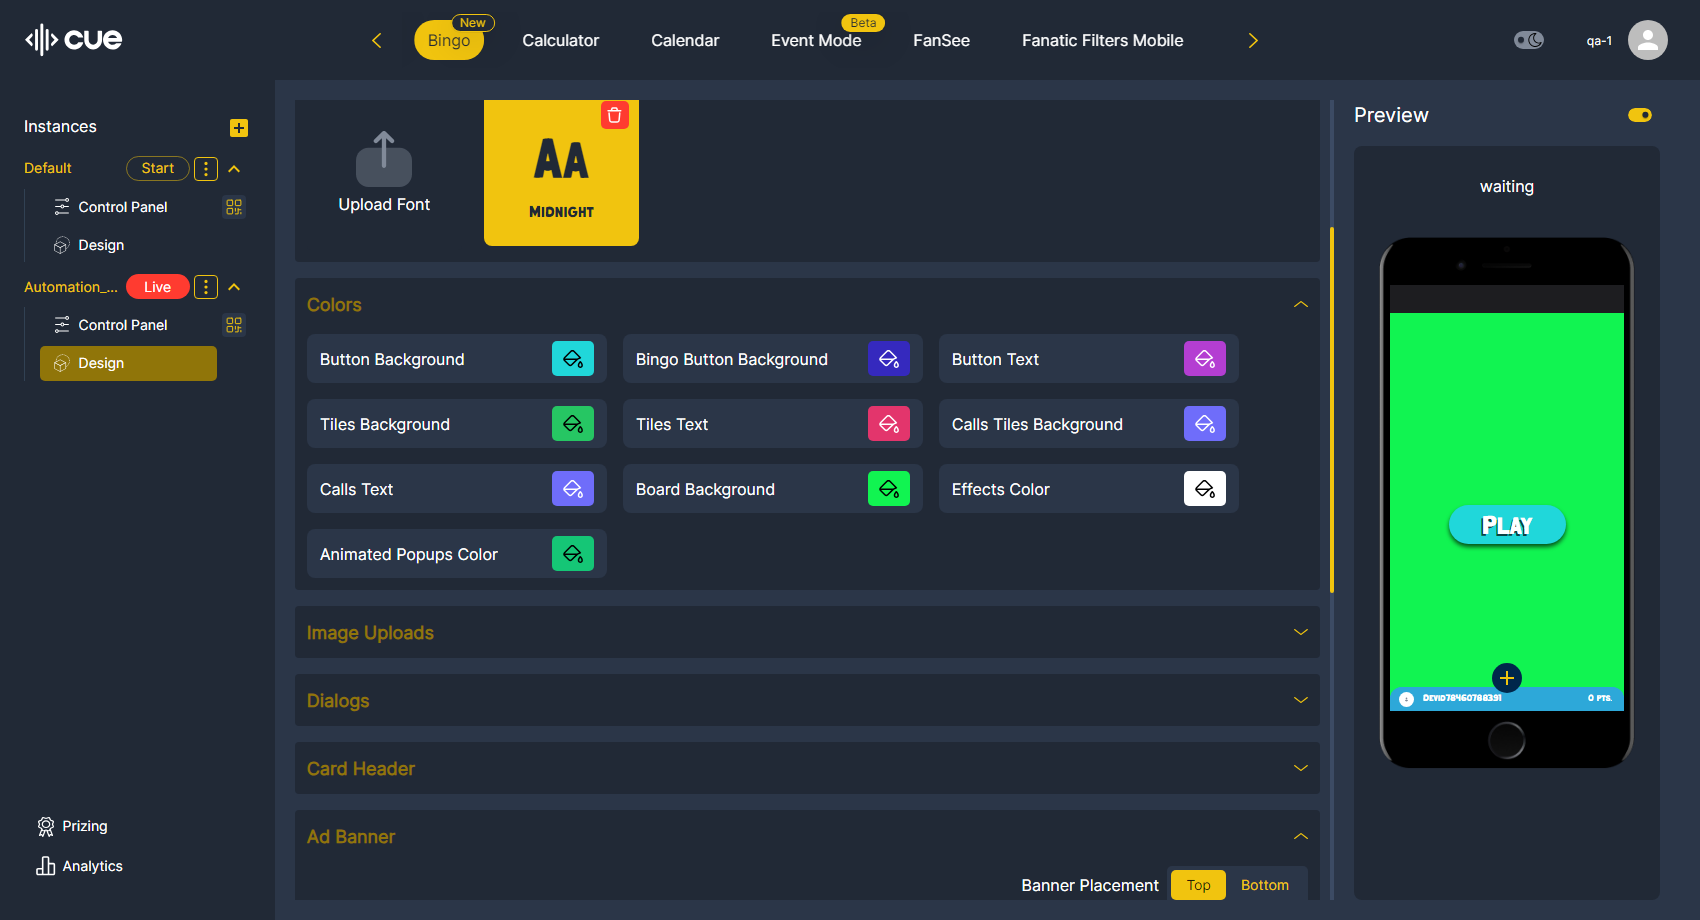 cue
Bingo
New
Calculator
Calendar
Event Mode
Beta
FanSee
Fanatic Filters Mobile
qa-1
Instances
Default
Start
Control Panel
Design
Automation_...
Live
Control Panel
Design
Prizing
Analytics
Upload Font
AA
MIDNIGHT
Colors
Button Background
Bingo Button Background
Button Text
Tiles Background
Tiles Text
Calls Tiles Background
Calls Text
Board Background
Effects Color
Animated Popups Color
Image Uploads
Dialogs
Card Header
Ad Banner
Banner Placement
Top
Bottom
Preview
waiting
PLAY
0 PTS.